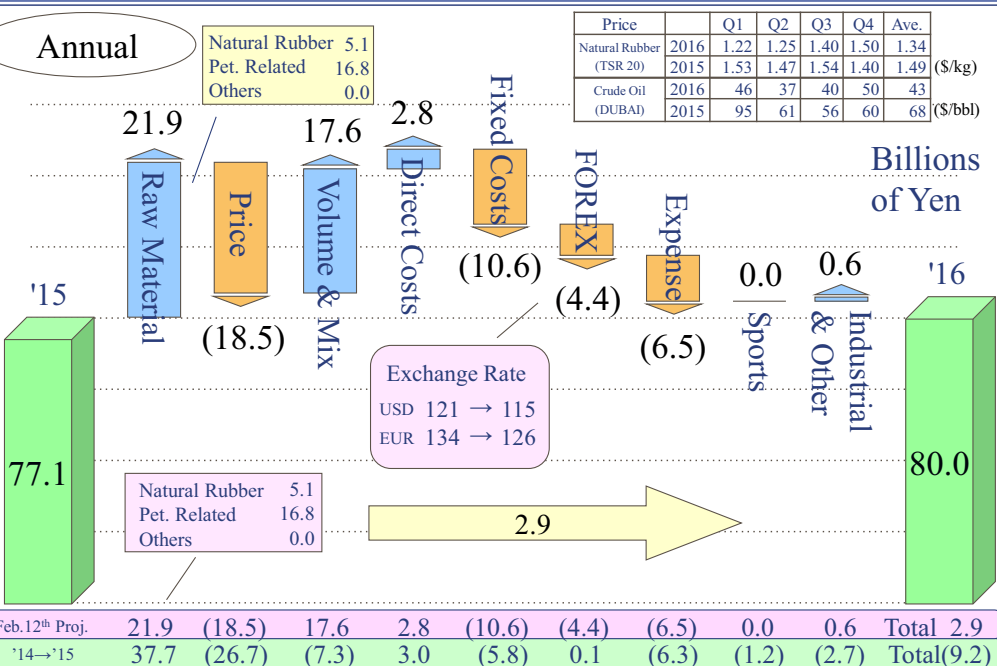 Annual
Natural Rubber 5.1
Pet. Related 16.8
Others 0.0
Price Q1 Q2 Q3 Q4 Ave.
Natural Rubber (TSR 20) 2016 1.22 1.25 1.40 1.50 1.34
2015 1.53 1.47 1.54 1.40 1.49 ($/kg)
Crude Oil (DUBAI) 2016 46 37 40 50 43
2015 95 61 56 60 68 ($/bbl)
Billions
of Yen
'15
77.1
21.9
Raw Material
Price
(18.5)
17.6
Volume & Mix
2.8
Direct Costs
Fixed Costs
(10.6)
FOREX
(4.4)
Expense
(6.5)
0.0
Sports
0.6
Industrial
& Other
'16
80.0
Exchange Rate
USD 121 → 115
EUR 134 → 126
Natural Rubber 5.1
Pet. Related 16.8
Others 0.0
2.9
Feb.12th Proj. 21.9 (18.5) 17.6 2.8 (10.6) (4.4) (6.5) 0.0 0.6 Total 2.9
'14→'15 37.7 (26.7) (7.3) 3.0 (5.8) 0.1 (6.3) (1.2) (2.7) Total(9.2)